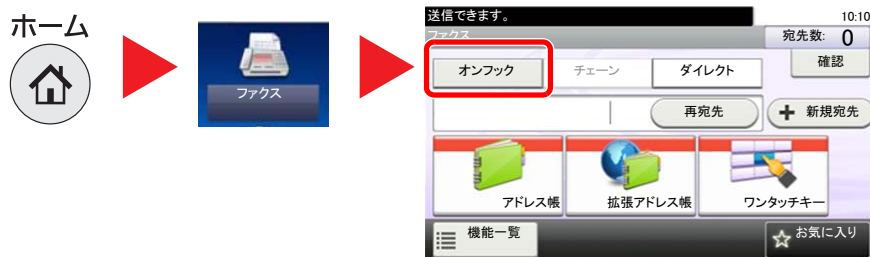 ホーム
ファクス
送信できます。 10:10
ファクス 宛先数: 0
オンフック チェーン ダイレクト 確認
再宛先 + 新規宛先
アドレス帳 拡張アドレス帳 ワンタッチキー
機能一覧 お気に入り